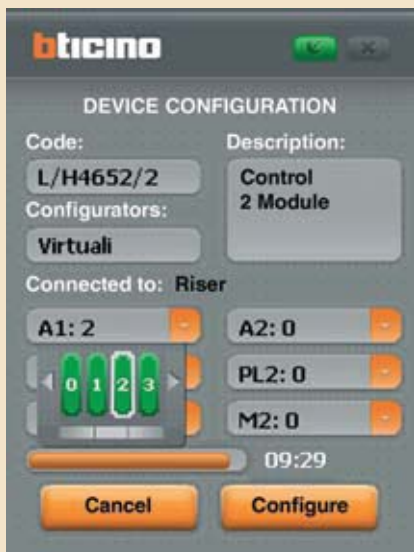 bticino
DEVICE CONFIGURATION
Code:
Description:
L/H4652/2
Control
2 Module
Configurators:
Virtuali
Connected to: Riser
A1: 2
A2: 0
0 1 2 3
PL2: 0
M2: 0
09:29
Cancel
Configure